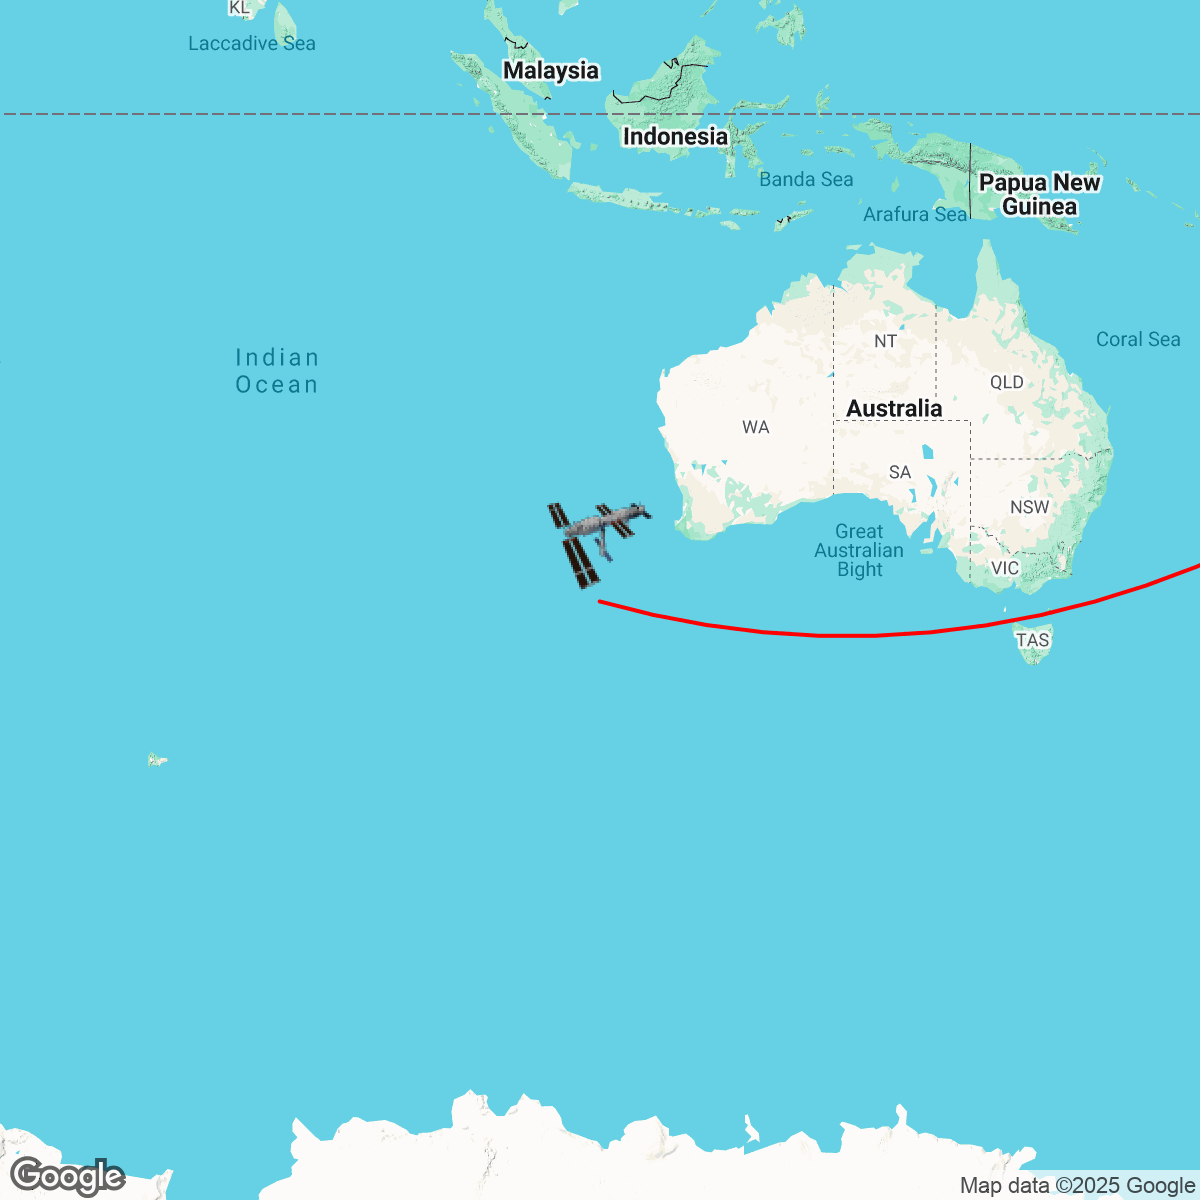 KL
Laccadive Sea
Malaysia
Indonesia
Banda Sea
Papua New
Guinea
Arafura Sea
Indian
Ocean
NT
Coral Sea
QLD
Australia
WA
SA
NSW
Great
Australian
Bight
VIC
TAS
Google
Map data ©2025 Google